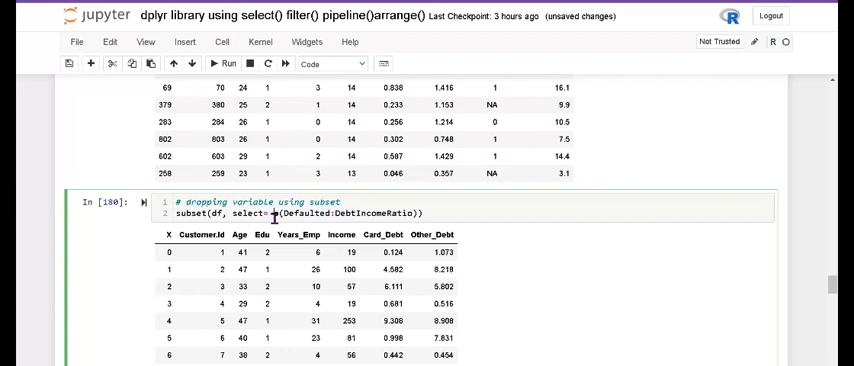 jupyter dplyr library using select() filter() pipeline()arrange() Last Checkpoint: 3 hours ago (unsaved changes) R Logout
File Edit View Insert Cell Kernel Widgets Help Not Trusted R
Run Code
69 70 24 1 3 14 0.838 1.416 1 16.1
379 380 25 2 1 14 0.233 1.153 NA 9.9
283 284 26 1 0 14 0.256 1.214 0 10.5
802 803 26 1 0 14 0.302 0.748 1 7.5
602 603 29 1 2 14 0.587 1.429 1 14.4
258 259 23 1 3 13 0.046 0.357 NA 3.1
In [180]: 1 # dropping variable using subset
2 subset(df, select= (Defaulted:DebtIncomeRatio))
X Customer.Id Age Edu Years_Emp Income Card_Debt Other_Debt
0 1 41 2 6 19 0.124 1.073
1 2 47 1 26 100 4.582 8.218
2 3 33 2 10 57 6.111 5.802
3 4 29 2 4 19 0.681 0.516
4 5 47 1 31 253 9.308 8.908
5 6 40 1 23 81 0.998 7.831
6 7 38 2 4 56 0.442 0.454